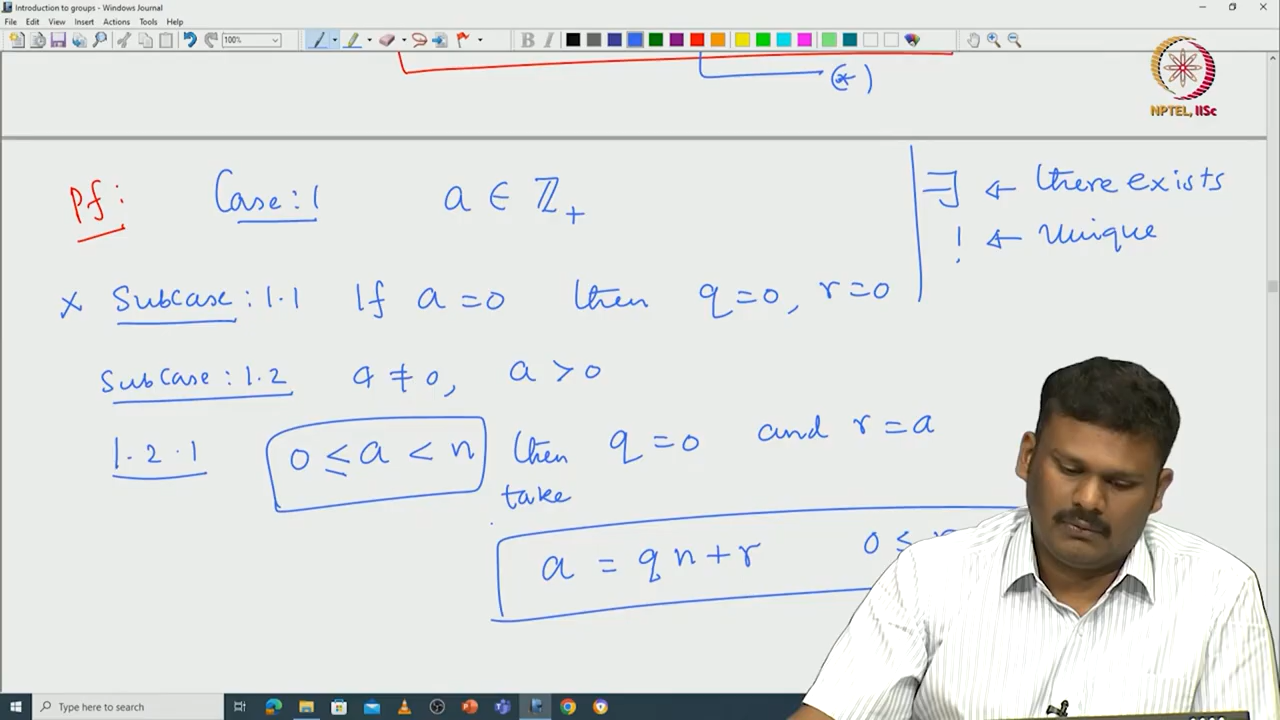 Introduction to groups - Windows Journal
File Edit View Insert Actions Tools Help
100%
B I
(*)
NPTEL, IISc
Pf: Case: 1 a ∈ ℤ₊
∃ ← there exists
! ← unique
× Subcase: 1.1 If a = 0 then q = 0, r = 0
Subcase: 1.2 a ≠ 0, a > 0
1.2.1 0 ≤ a < n then q = 0 and r = a
take
a = qn + r 0 ≤
Type here to search